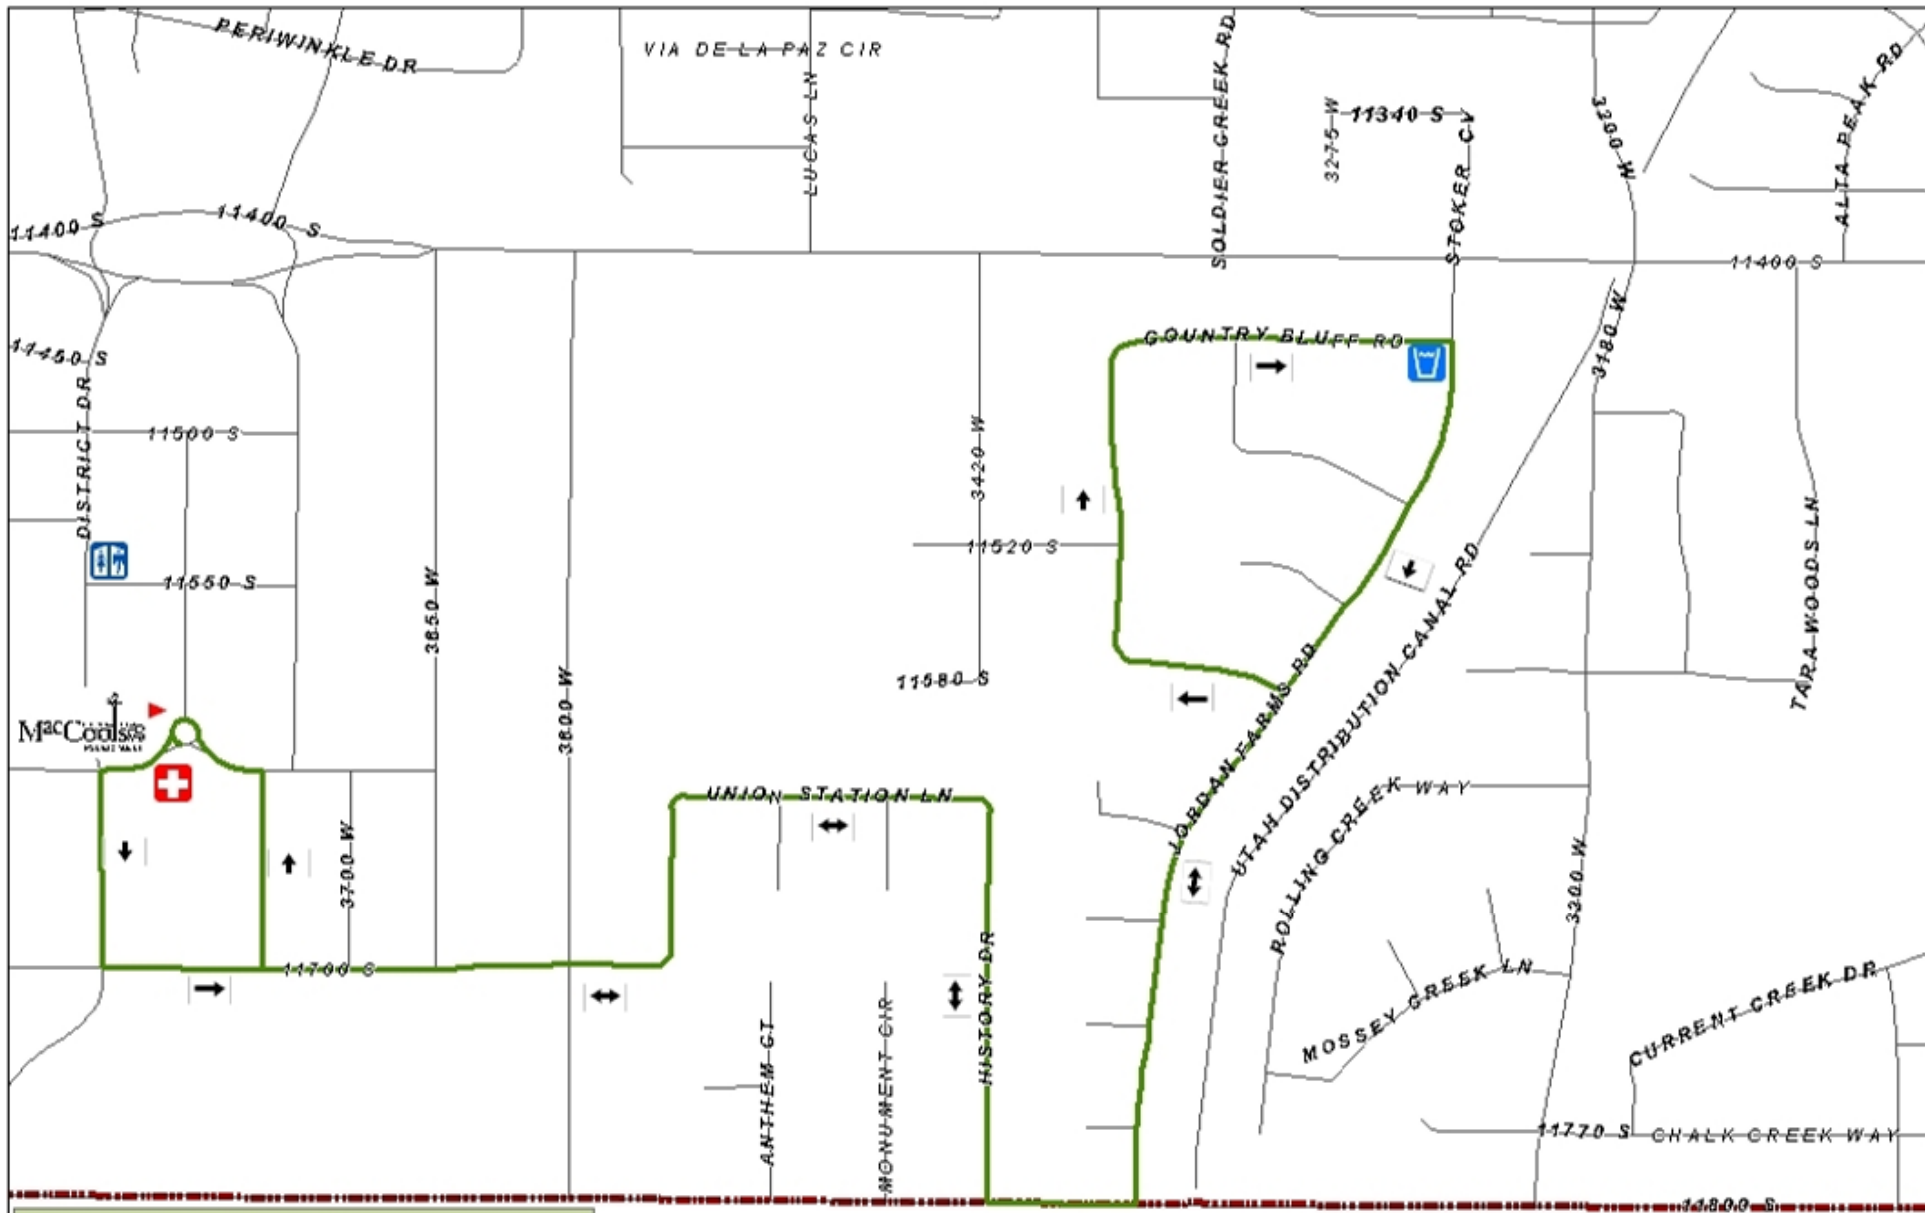 PERIWINKLE DR
VIA DE LA PAZ CIR
LUCAS LN
SOLDIER CREEK RD
3275 W
11340 S
STOKER CV
3200 W
ALTA PEAK RD
11400 S
11400 S
11400 S
11450 S
DISTRICT DR
COUNTRY BLUFF RD
3180 W
11500 S
3420 W
11520 S
11550 S
3650 W
TARA WOODS LN
11580 S
3600 W
JORDAN FARMS RD
UTAH DISTRIBUTION CANAL RD
MacCool's
UNION STATION LN
ROLLING CREEK WAY
3700 W
3200 W
11700 S
HISTORY DR
MOSSEY CREEK LN
CURRENT CREEK DR
ANTHEM CT
MONUMENT CIR
11770 S
CHALK CREEK WAY
11800 S